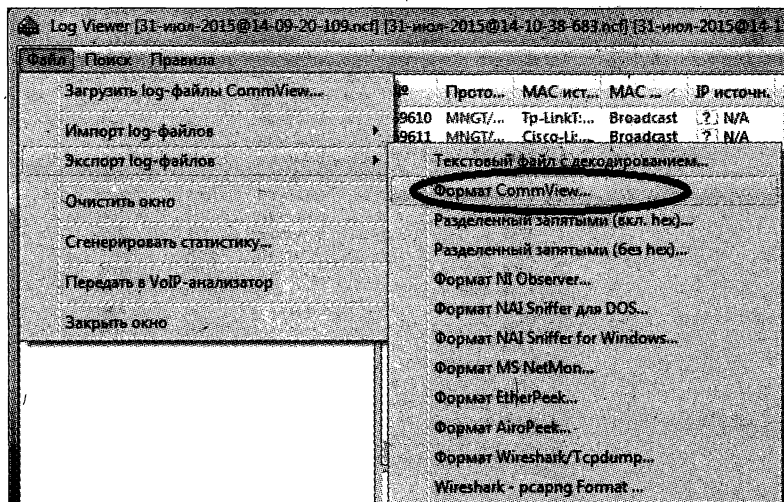 Log Viewer [31-июл-2015@14-09-20-109.ncf] [31-июл-2015@14-10-38-683.ncf] [31-июл-2015@14-1
Файл Поиск Правила
Загрузить log-файлы CommView...
Импорт log-файлов
Экспорт log-файлов
Очистить окно
Сгенерировать статистику...
Передать в VoIP-анализатор
Закрыть окно
№ Прото... MAC ист... MAC ... IP источн.
9610 MNGT/... Tp-LinkT:... Broadcast ? N/A
9611 MNGT/... Cisco-Li:... Broadcast ? N/A
Текстовый файл с декодированием...
Формат CommView...
Разделенный запятыми (вкл. hex)...
Разделенный запятыми (без hex)...
Формат NI Observer...
Формат NAI Sniffer для DOS...
Формат NAI Sniffer for Windows...
Формат MS NetMon...
Формат EtherPeek...
Формат AiroPeek...
Формат Wireshark/Tcpdump...
Wireshark - pcapng Format ...